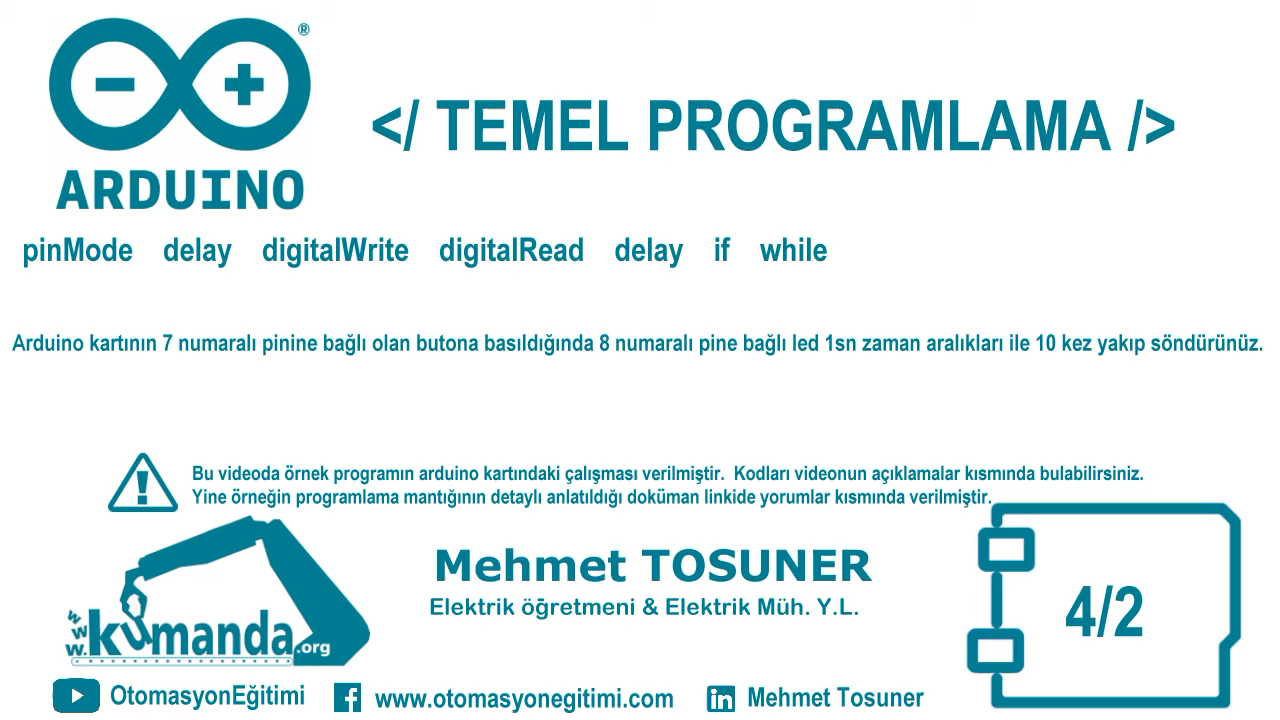 ®
ARDUINO
</ TEMEL PROGRAMLAMA />
pinMode delay digitalWrite digitalRead delay if while
Arduino kartının 7 numaralı pinine bağlı olan butona basıldığında 8 numaralı pine bağlı led 1sn zaman aralıkları ile 10 kez yakıp söndürünüz.
Bu videoda örnek programın arduino kartındaki çalışması verilmiştir. Kodları videonun açıklamalar kısmında bulabilirsiniz.
Yine örneğin programlama mantığının detaylı anlatıldığı doküman linkide yorumlar kısmında verilmiştir.
www.kumanda.org
Mehmet TOSUNER
Elektrik öğretmeni & Elektrik Müh. Y.L.
4/2
OtomasyonEğitimi www.otomasyonegitimi.com Mehmet Tosuner